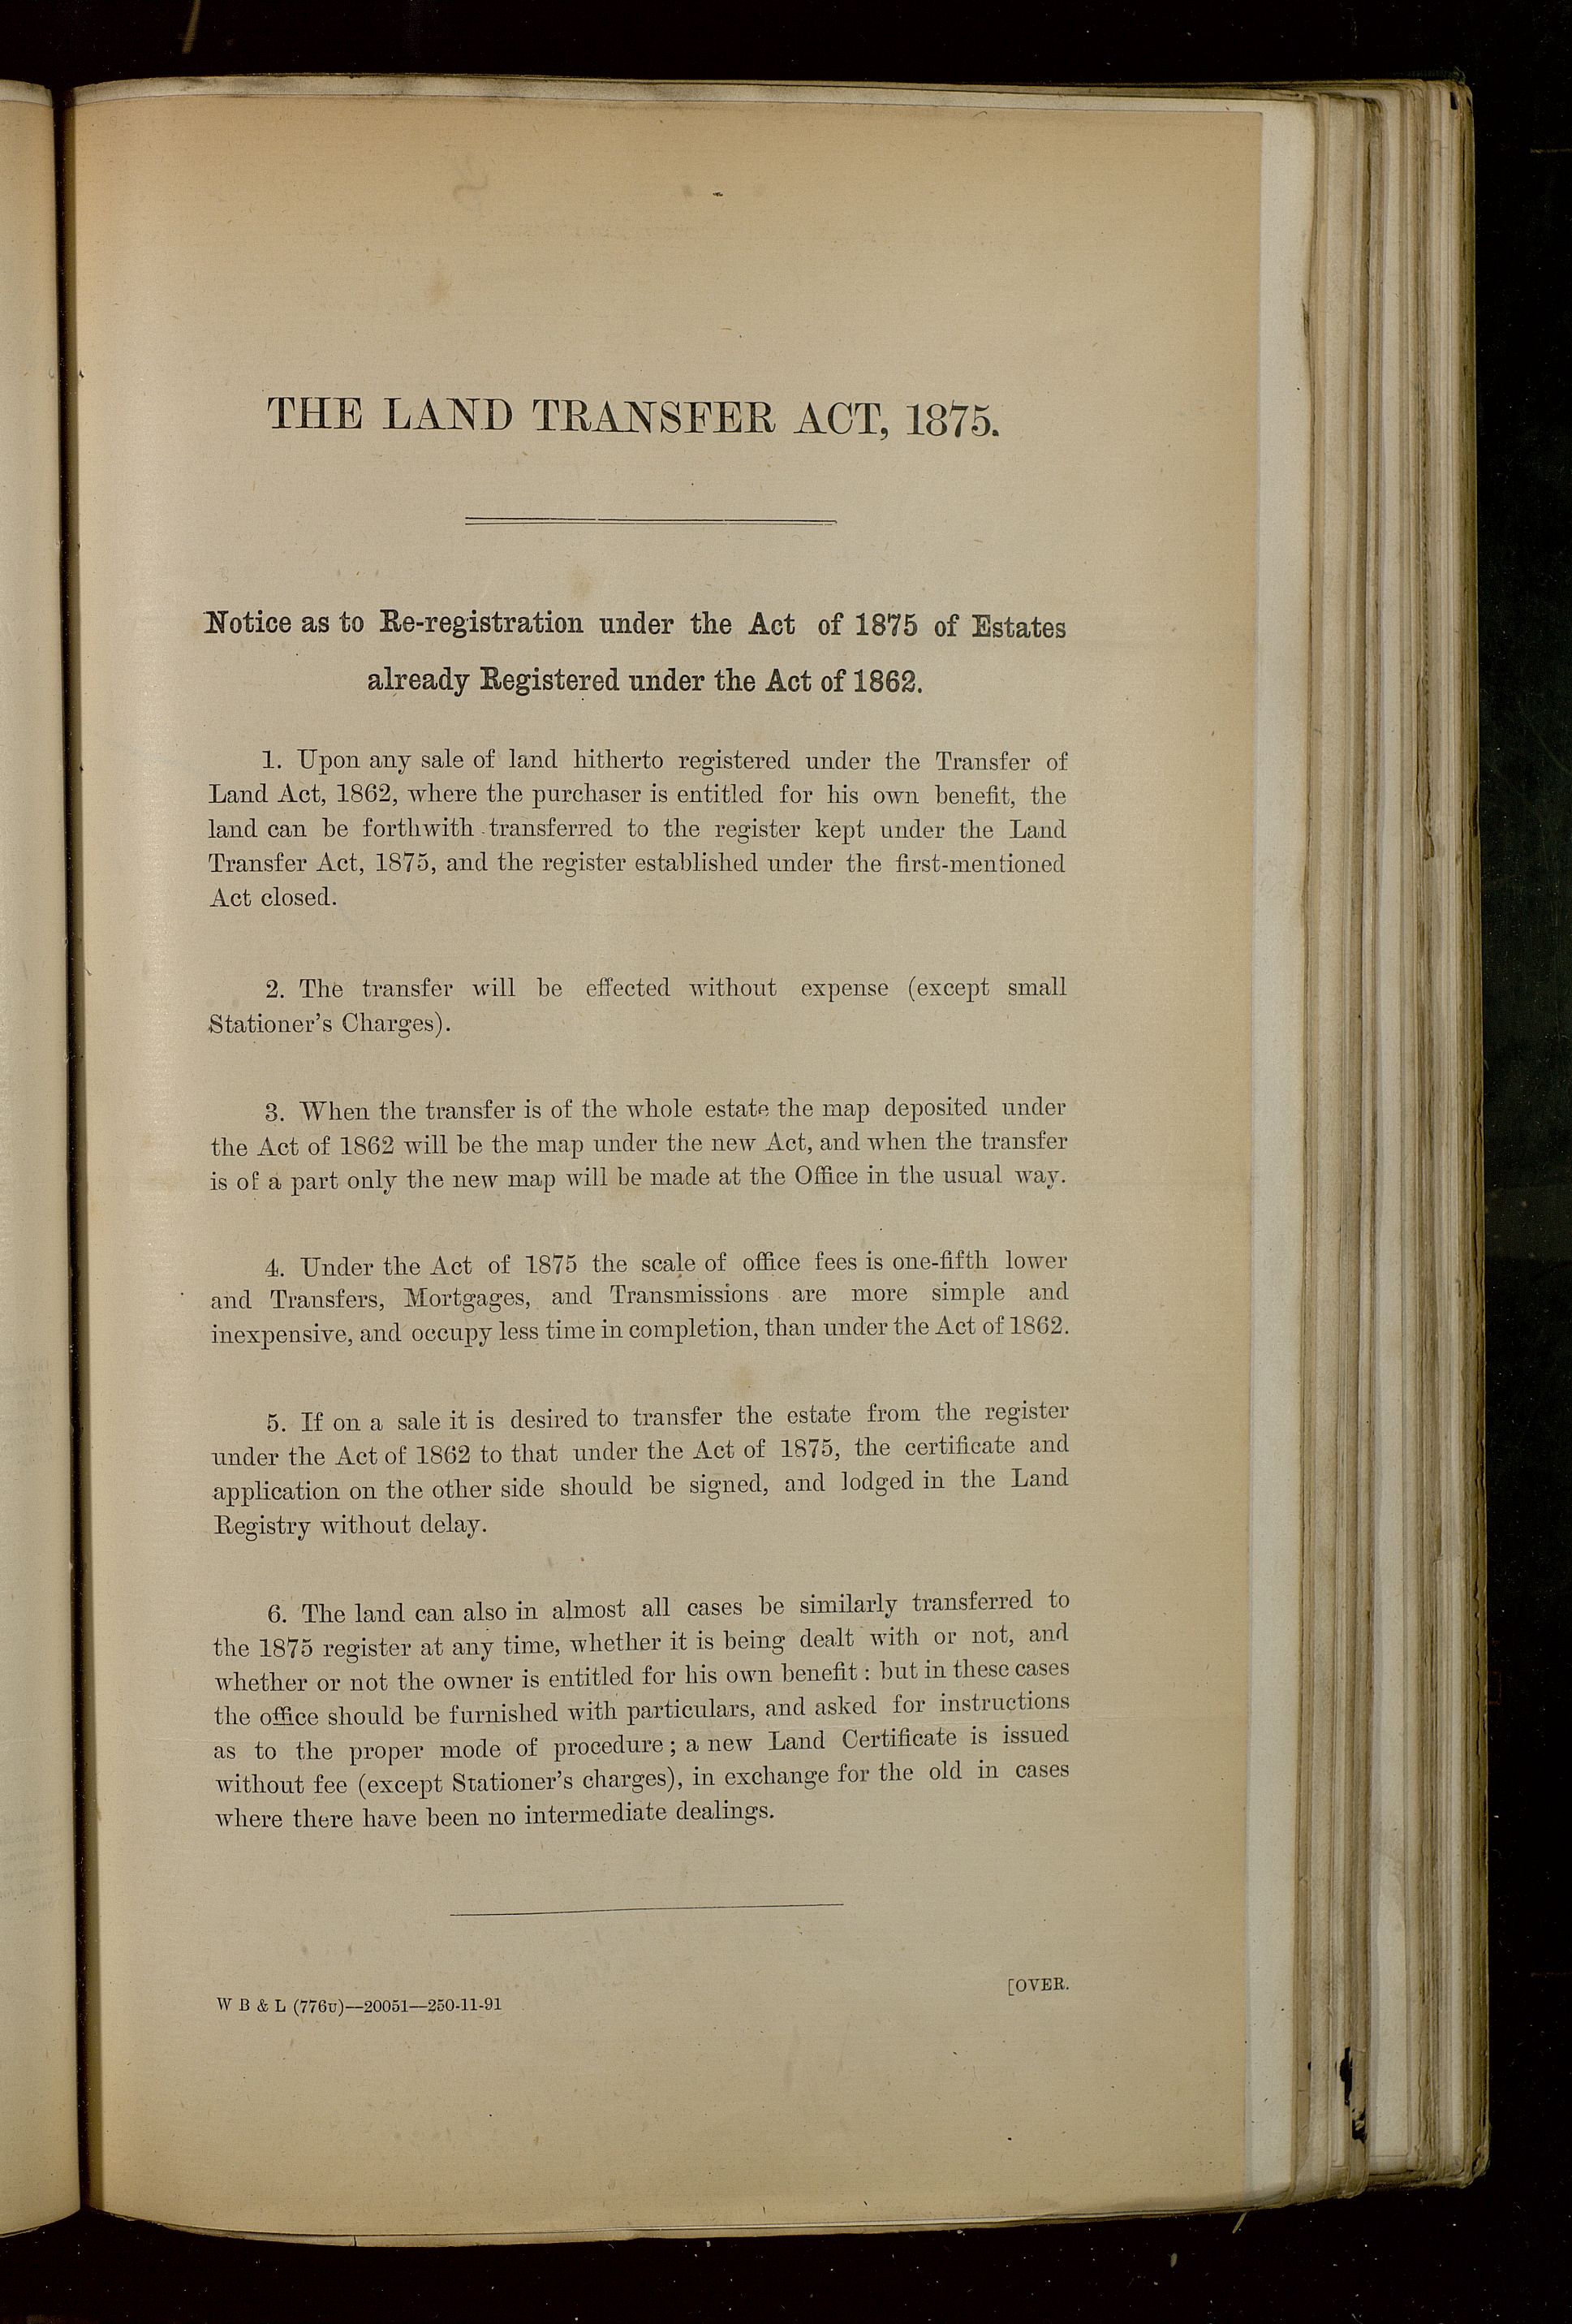 THE LAND TRANSFER ACT, 1875.
Notice as to Re-registration under the Act of 1875 of Estates
already Registered under the Act of 1862.
1. Upon any sale of land hitherto registered under the Transfer of
Land Act, 1862, where the purchaser is entitled for his own benefit, the
land can be forthwith transferred to the register kept under the Land
Transfer Act, 1875, and the register established under the first-mentioned
Act closed.
2. The transfer will be effected without expense (except small
Stationer's Charges).
3. When the transfer is of the whole estate the map deposited under
the Act of 1862 will be the map under the new Act, and when the transfer
is of a part only the new map will be made at the Office in the usual way.
4. Under the Act of 1875 the scale of office fees is one-fifth lower
and Transfers, Mortgages, and Transmissions are more simple and
inexpensive, and occupy less time in completion, than under the Act of 1862.
5. If on a sale it is desired to transfer the estate from the register
under the Act of 1862 to that under the Act of 1875, the certificate and
application on the other side should be signed, and lodged in the Land
Registry without delay.
6. The land can also in almost all cases be similarly transferred to
the 1875 register at any time, whether it is being dealt with or not, and
whether or not the owner is entitled for his own benefit : but in these cases
the office should be furnished with particulars, and asked for instructions
as to the proper mode of procedure ; a new Land Certificate is issued
without fee (except Stationer's charges), in exchange for the old in cases
where there have been no intermediate dealings.
[OVER.
W B & L (776U)—20051—250-11-91